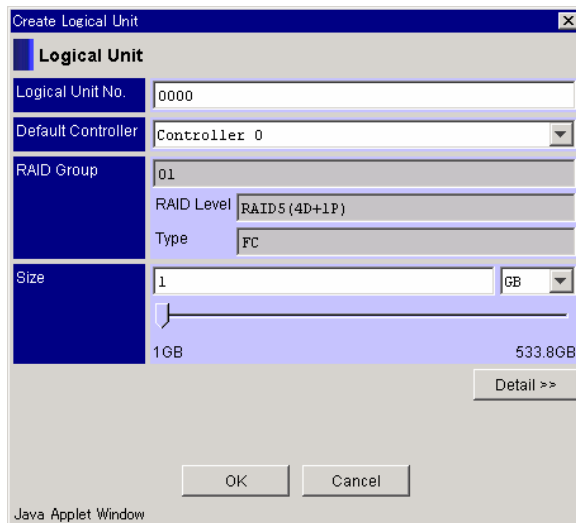 Create Logical Unit
Logical Unit
Logical Unit No. 0000
Default Controller Controller 0
RAID Group 01
RAID Level RAID5(4D+1P)
Type FC
Size 1 GB
1GB 533.8GB
Detail >>
OK Cancel
Java Applet Window